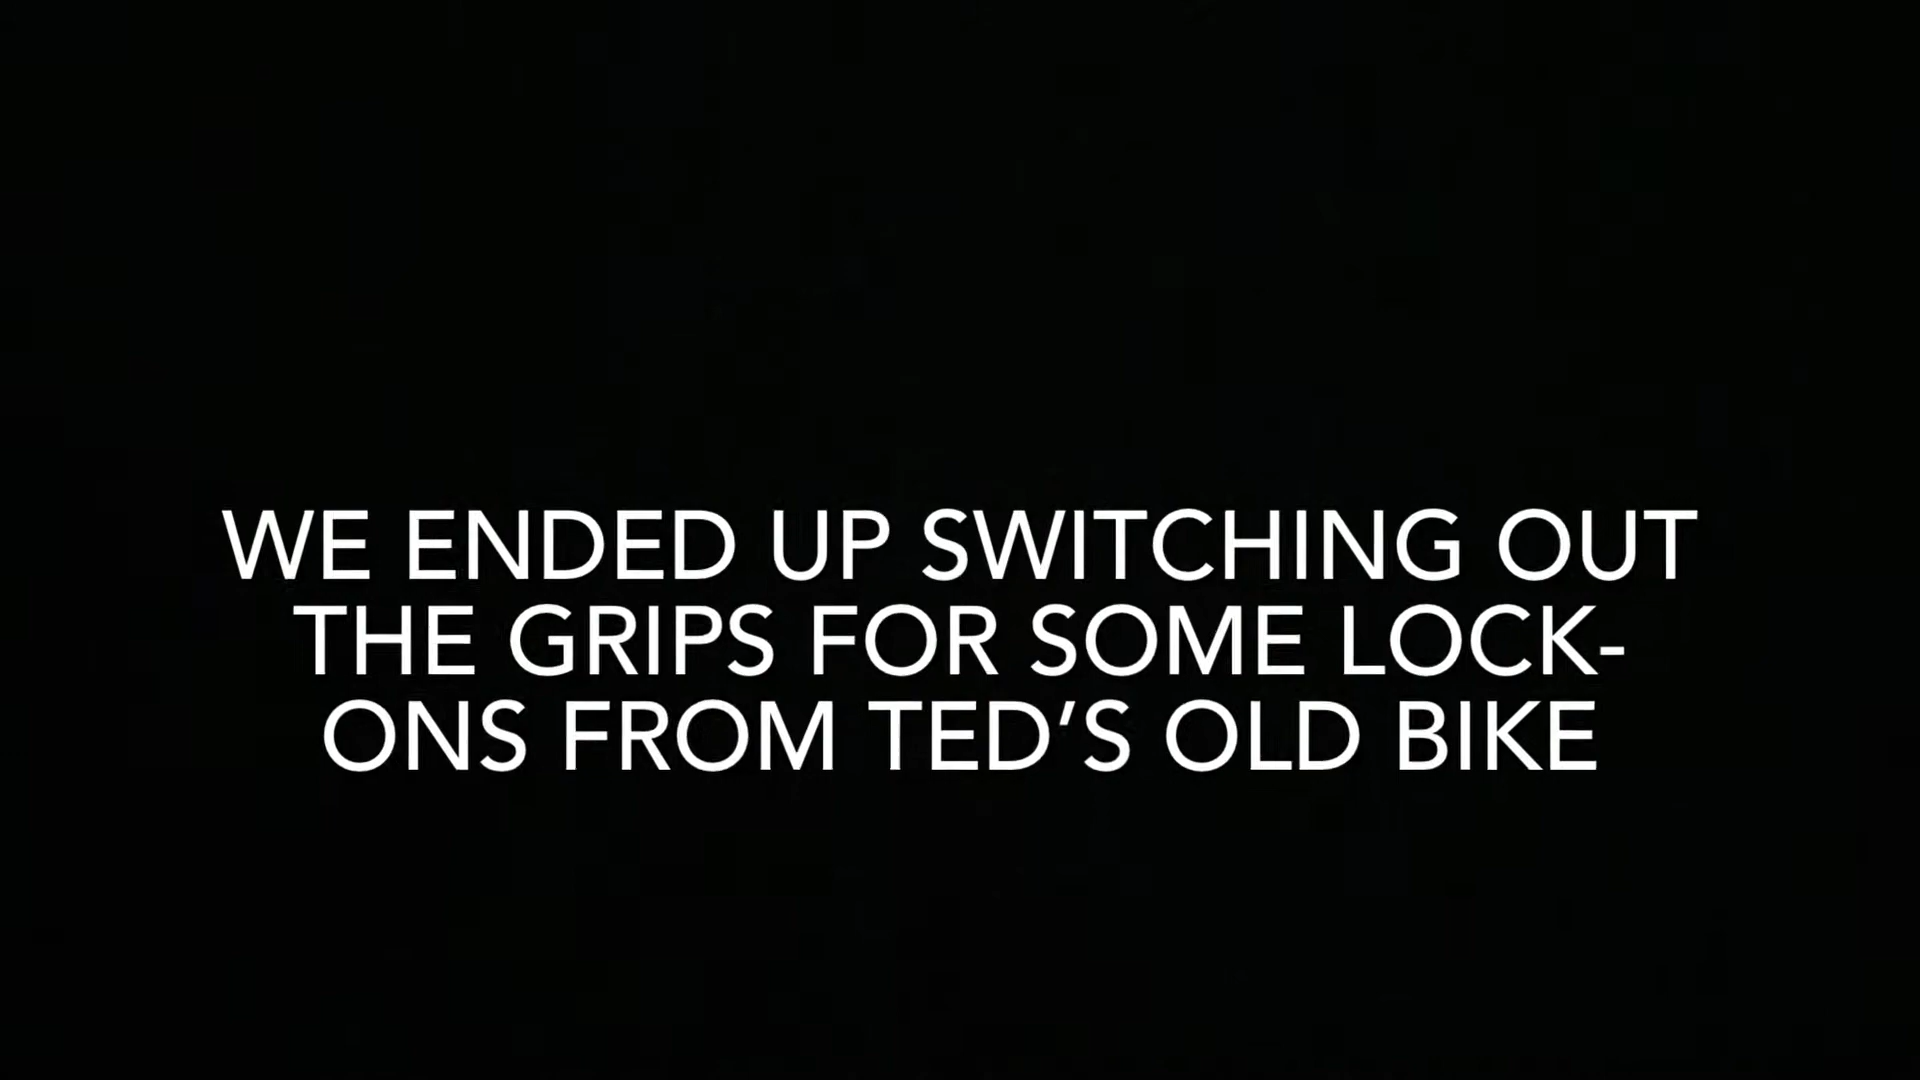 WE ENDED UP SWITCHING OUT
THE GRIPS FOR SOME LOCK-
ONS FROM TED’S OLD BIKE